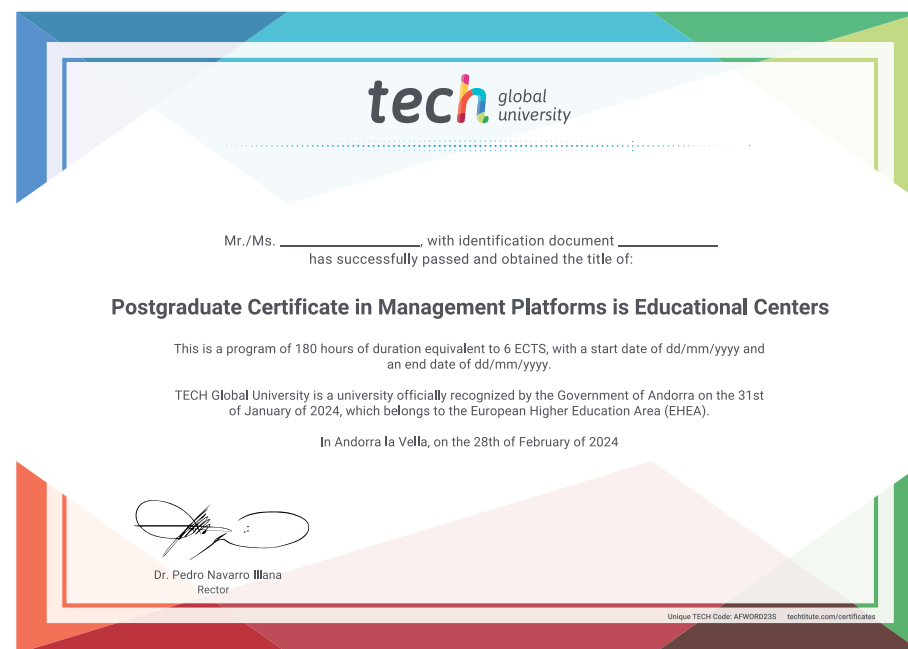 tech global
university
Mr./Ms. ____________, with identification document ____________
has successfully passed and obtained the title of:
Postgraduate Certificate in Management Platforms is Educational Centers
This is a program of 180 hours of duration equivalent to 6 ECTS, with a start date of dd/mm/yyyy and
an end date of dd/mm/yyyy.
TECH Global University is a university officially recognized by the Government of Andorra on the 31st
of January of 2024, which belongs to the European Higher Education Area (EHEA).
In Andorra la Vella, on the 28th of February of 2024
Dr. Pedro Navarro Illana
Rector
Unique TECH Code: AFWORD23S techtitute.com/certificates